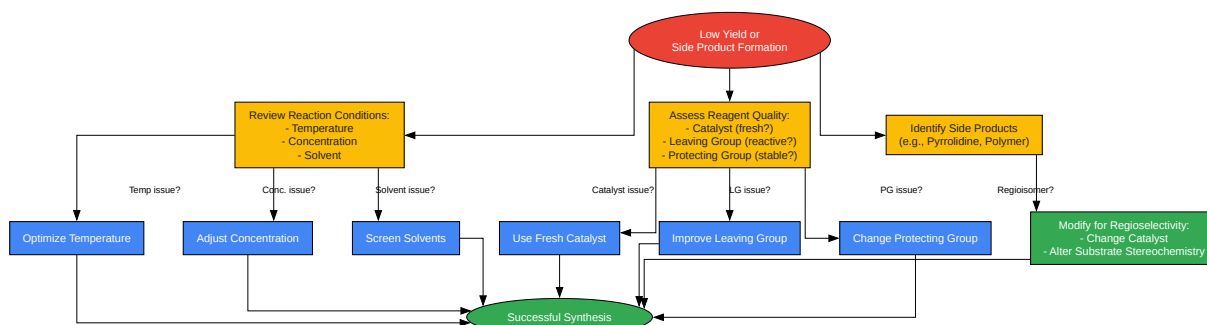 Low Yield or
Side Product Formation
Review Reaction Conditions:
- Temperature
- Concentration
- Solvent
Assess Reagent Quality:
- Catalyst (fresh?)
- Leaving Group (reactive?)
- Protecting Group (stable?)
Identify Side Products
(e.g., Pyrrolidine, Polymer)
Temp issue?
Conc. issue?
Solvent issue?
Catalyst issue?
LG issue?
PG issue?
Regioisomer?
Optimize Temperature
Adjust Concentration
Screen Solvents
Use Fresh Catalyst
Improve Leaving Group
Change Protecting Group
Modify for Regioselectivity:
- Change Catalyst
- Alter Substrate Stereochemistry
Successful Synthesis